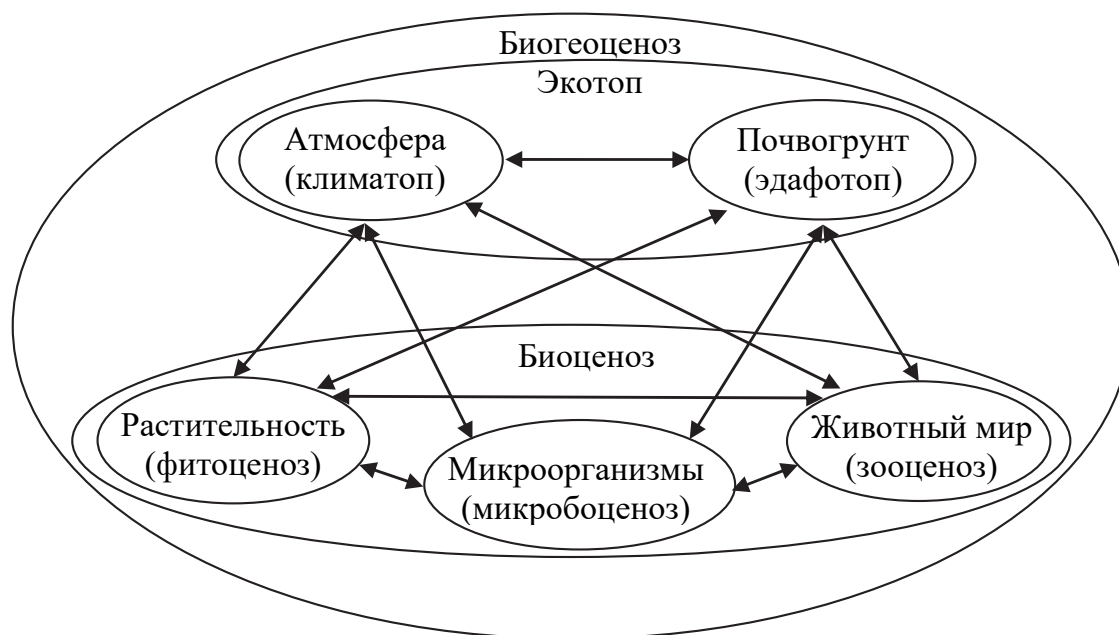 Биогеоценоз
Экотоп
Атмосфера
(климатоп)
Почвогрунт
(эдафотоп)
Биоценоз
Растительность
(фитоценоз)
Микроорганизмы
(микробоценоз)
Животный мир
(зооценоз)